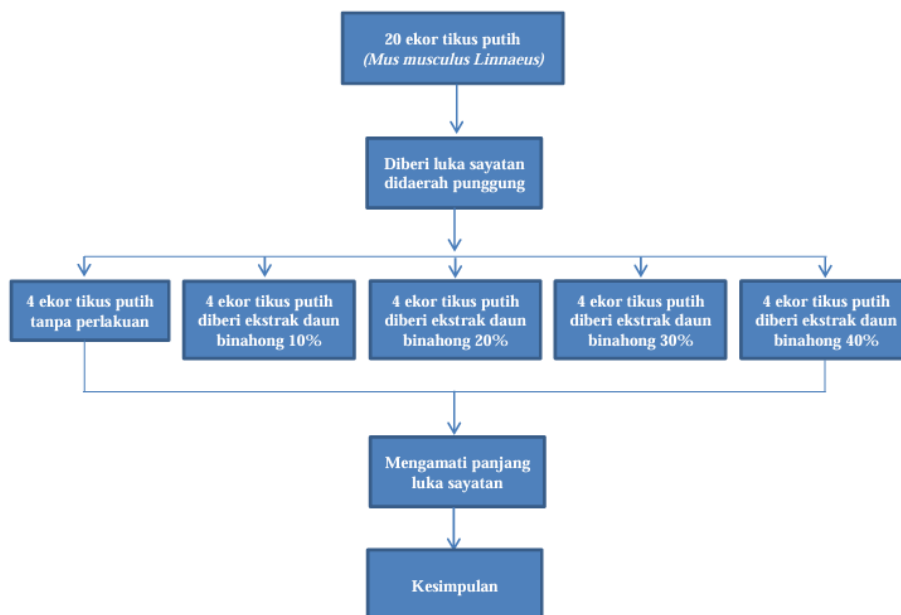 20 ekor tikus putih
(Mus musculus Linnaeus)
Diberi luka sayatan
didaerah punggung
4 ekor tikus putih
tanpa perlakuan
4 ekor tikus putih
diberi ekstrak daun
binahong 10%
4 ekor tikus putih
diberi ekstrak daun
binahong 20%
4 ekor tikus putih
diberi ekstrak daun
binahong 30%
4 ekor tikus putih
diberi ekstrak daun
binahong 40%
Mengamati panjang
luka sayatan
Kesimpulan